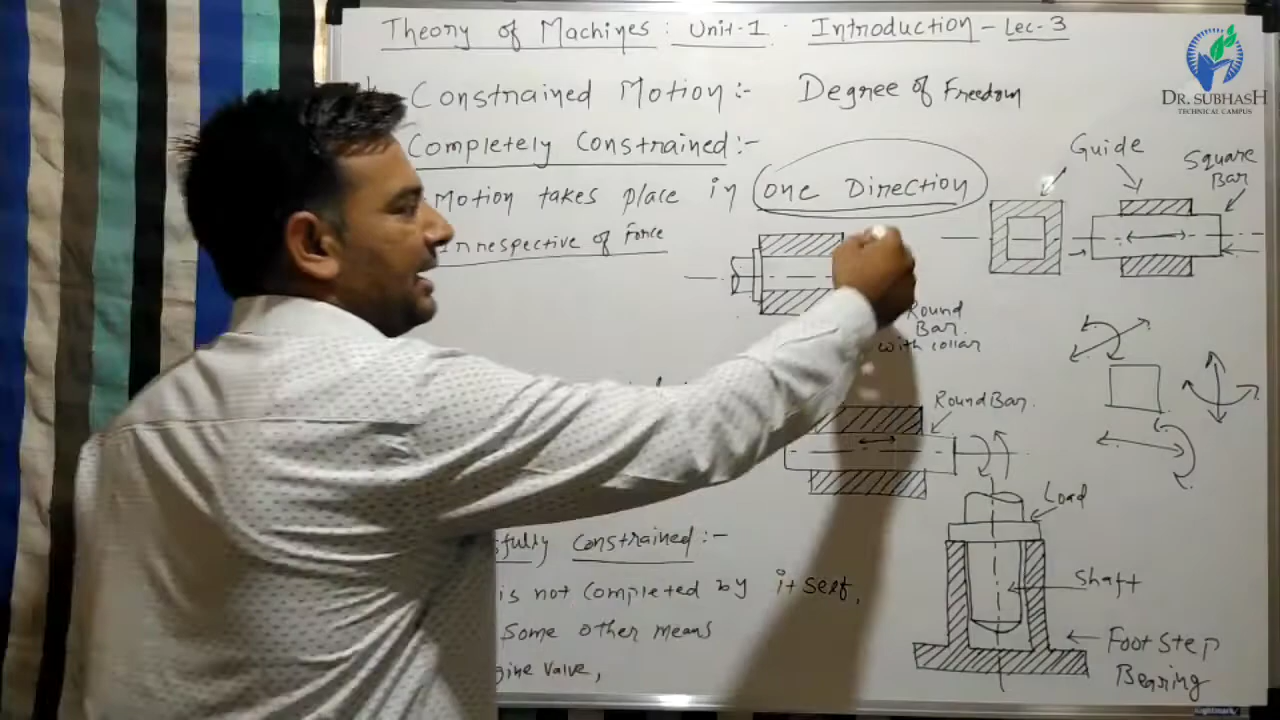 Theory of Machines: Unit-1: Introduction - Lec-3
DR. SUBHASH
TECHNICAL CAMPUS
Constrained Motion:- Degree of Freedom
Completely Constrained:-
Motion takes place in one Direction
Irrespective of Force
Guide
Square
Bar
Round
Bar
with collar
Round Bar.
Load
Constrained:-
is not completed by itself,
Some other means
Valve,
Shaft
Foot Step
Bearing